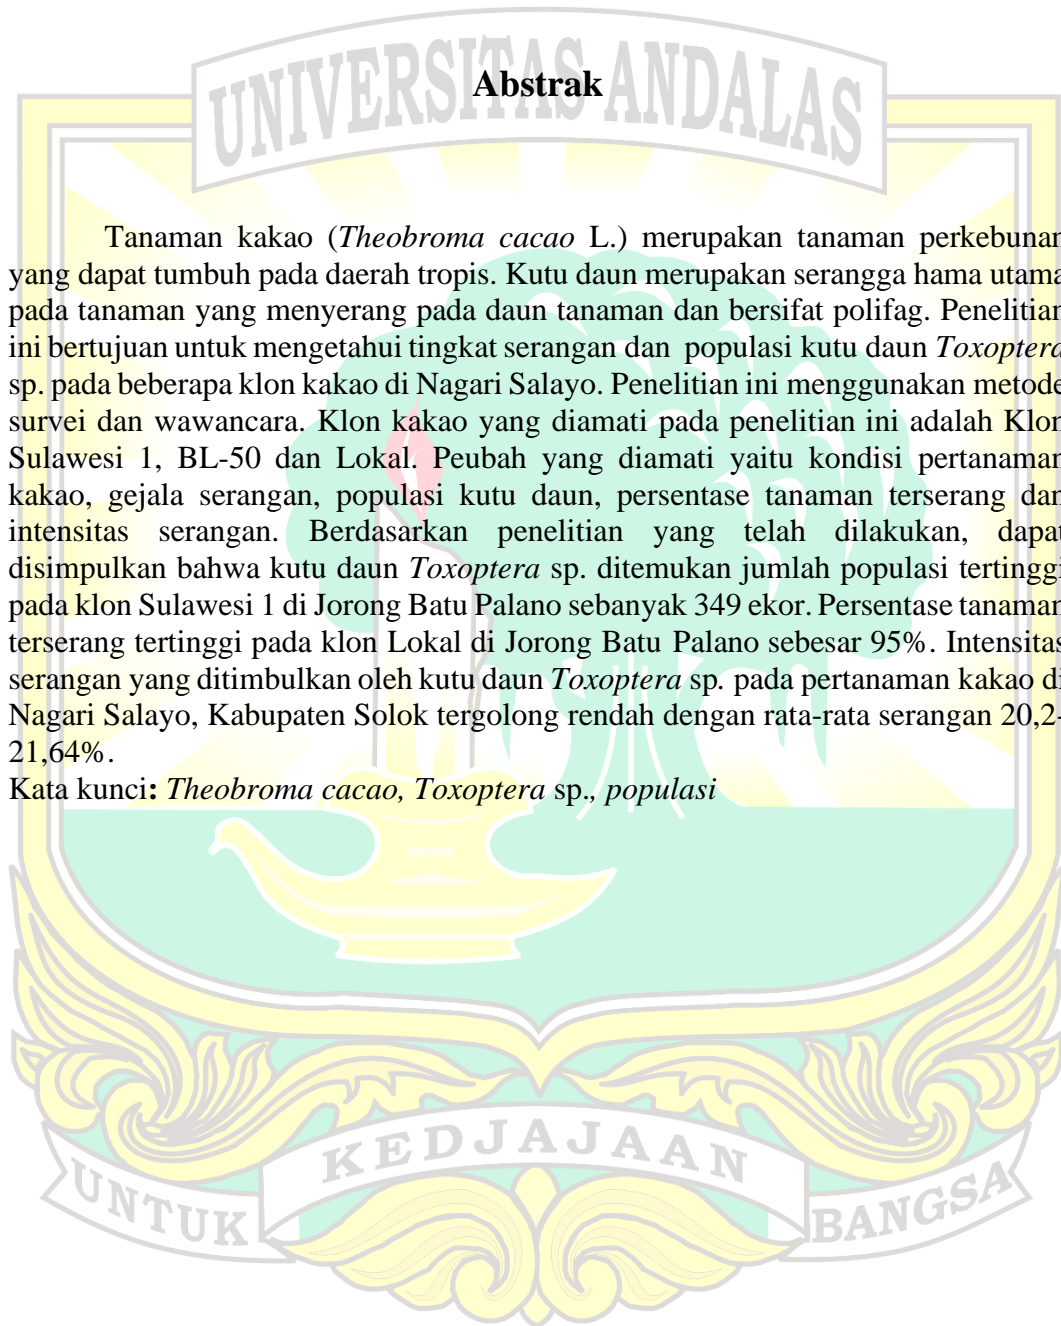 UNIVERSITAS ANDALAS
Abstrak
Tanaman kakao (Theobroma cacao L.) merupakan tanaman perkebunan
yang dapat tumbuh pada daerah tropis. Kutu daun merupakan serangga hama utama
pada tanaman yang menyerang pada daun tanaman dan bersifat polifag. Penelitian
ini bertujuan untuk mengetahui tingkat serangan dan  populasi kutu daun Toxoptera
sp. pada beberapa klon kakao di Nagari Salayo. Penelitian ini menggunakan metode
survei dan wawancara. Klon kakao yang diamati pada penelitian ini adalah Klon
Sulawesi 1, BL-50 dan Lokal. Peubah yang diamati yaitu kondisi pertanaman
kakao, gejala serangan, populasi kutu daun, persentase tanaman terserang dan
intensitas serangan. Berdasarkan penelitian yang telah dilakukan, dapat
disimpulkan bahwa kutu daun Toxoptera sp. ditemukan jumlah populasi tertinggi
pada klon Sulawesi 1 di Jorong Batu Palano sebanyak 349 ekor. Persentase tanaman
terserang tertinggi pada klon Lokal di Jorong Batu Palano sebesar 95%. Intensitas
serangan yang ditimbulkan oleh kutu daun Toxoptera sp. pada pertanaman kakao di
Nagari Salayo, Kabupaten Solok tergolong rendah dengan rata-rata serangan 20,2-
21,64%.
Kata kunci: Theobroma cacao, Toxoptera sp., populasi
UNTUK KEDJAJAAN BANGSA